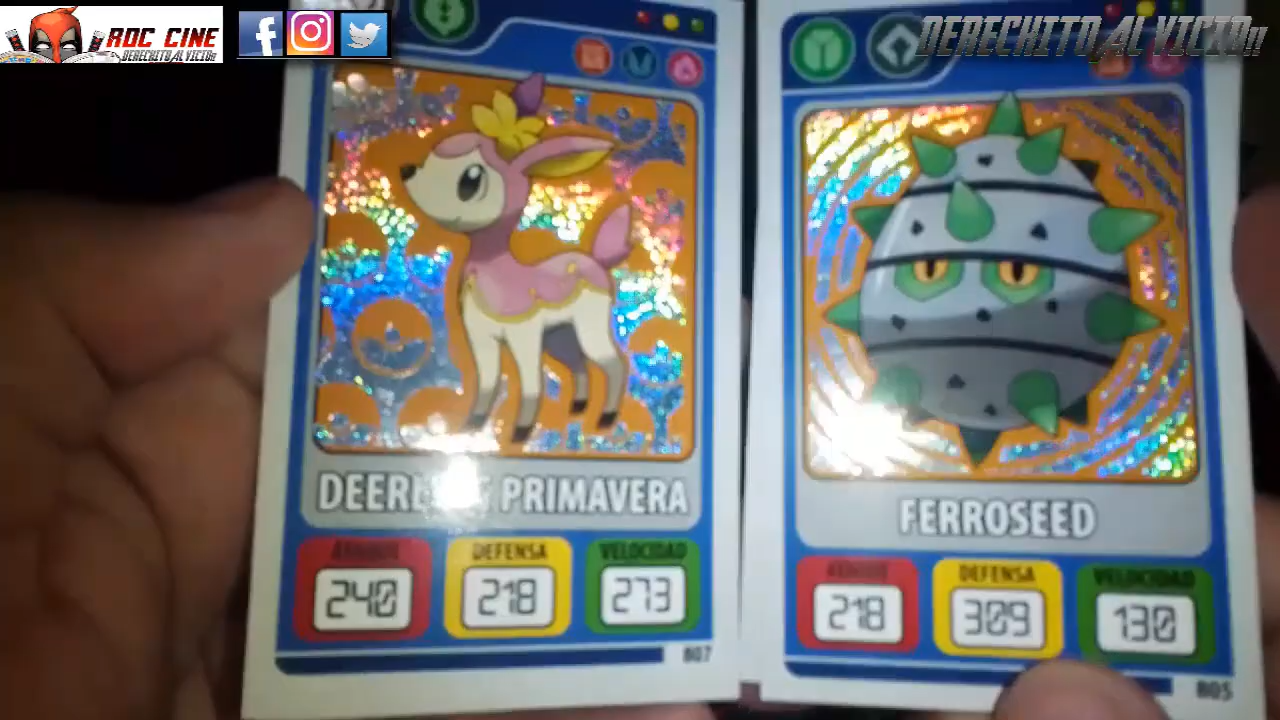 ROC CINE
DERECHITO AL VICIO!!
DERECHITO AL VICIO!!
PRIMAVERA
DEFENSA
VELOCIDAD
240
218
273
807
FERROSEED
ATAQUE
DEFENSA
VELOCIDAD
218
309
130
805